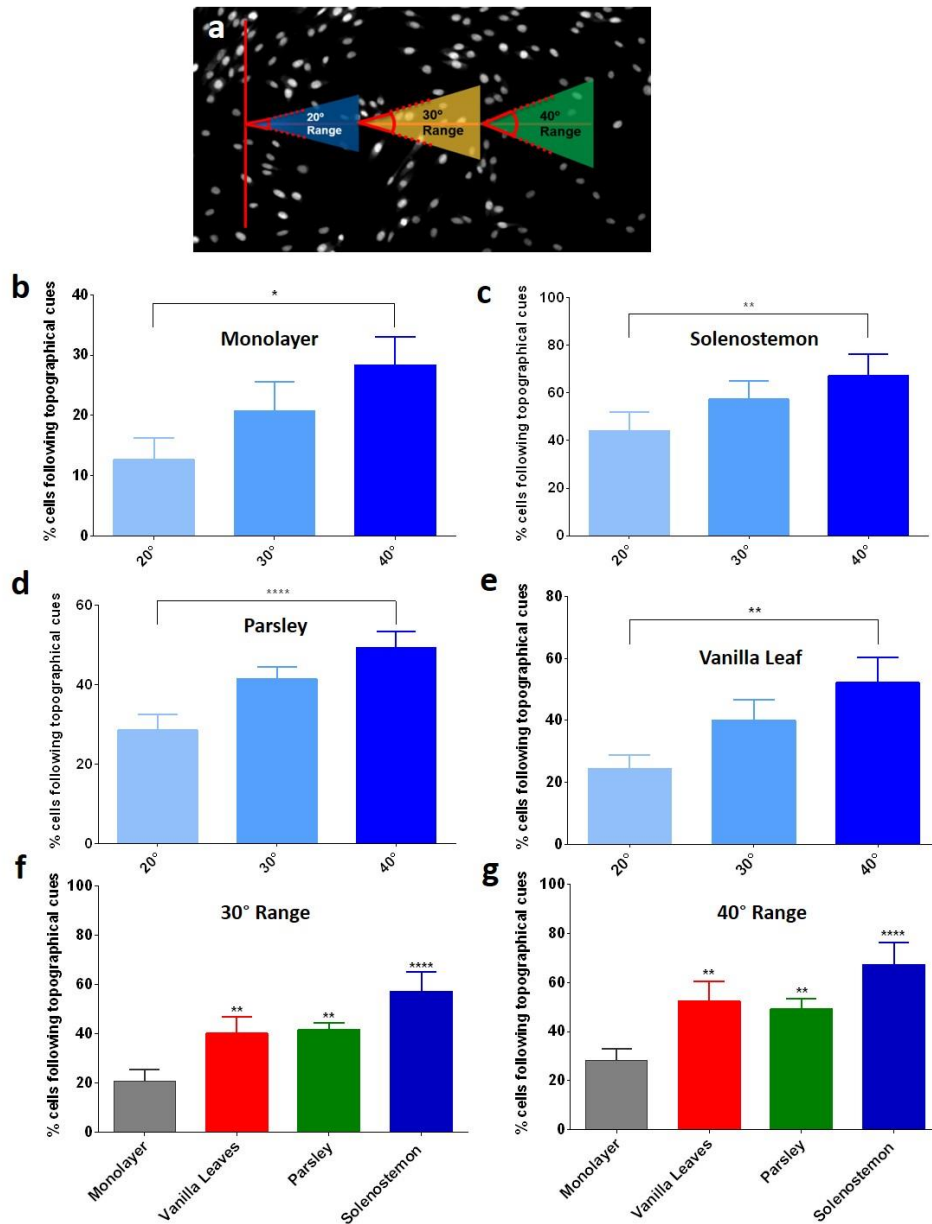 a
20º
Range
30º
Range
40º
Range
b
% cells following topographical cues
40
30
20
10
0
*
Monolayer
20°
30°
40°
c
% cells following topographical cues
100
80
60
40
20
0
**
Solenostemon
20°
30°
40°
d
% cells following topographical cues
60
40
20
0
****
Parsley
20°
30°
40°
e
% cells following topographical cues
80
60
40
20
0
**
Vanilla Leaf
20°
30°
40°
f
% cells following topographical cues
100
80
60
40
20
0
30° Range
**
**
****
Monolayer
Vanilla Leaves
Parsley
Solenostemon
g
% cells following topographical cues
100
80
60
40
20
0
40° Range
**
**
****
Monolayer
Vanilla Leaves
Parsley
Solenostemon